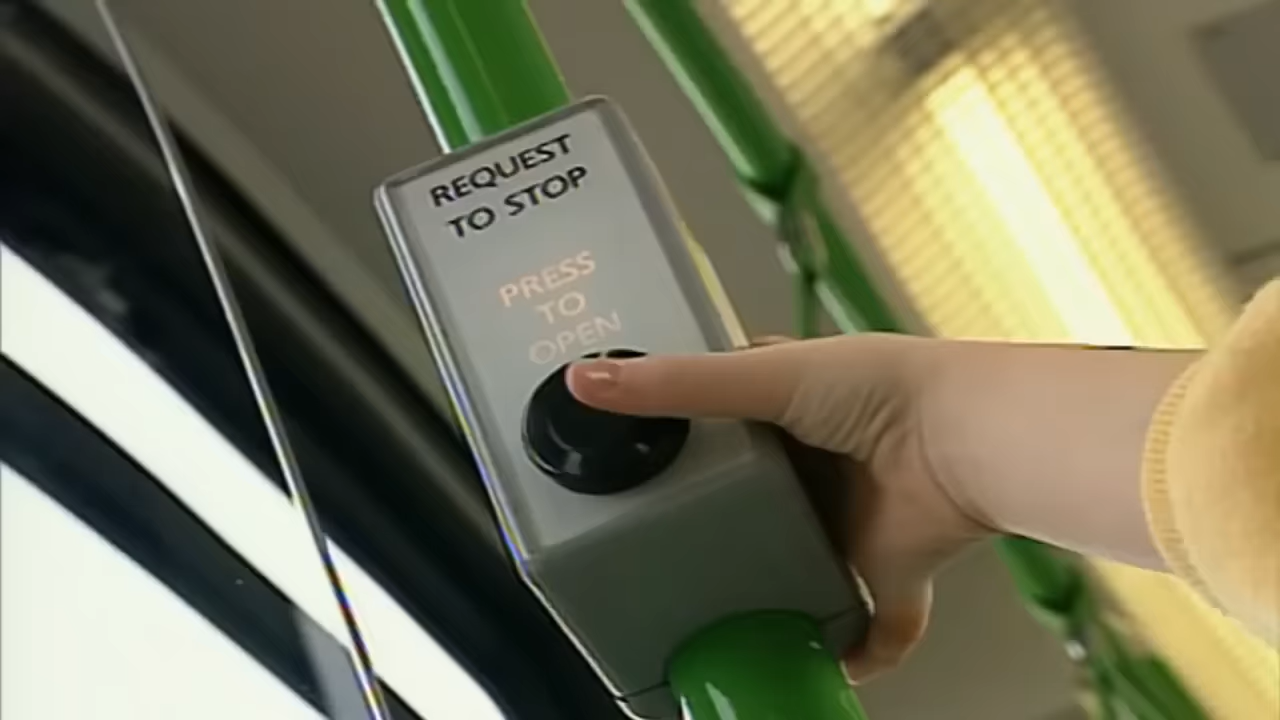 REQUEST
TO STOP
PRESS
TO
OPEN